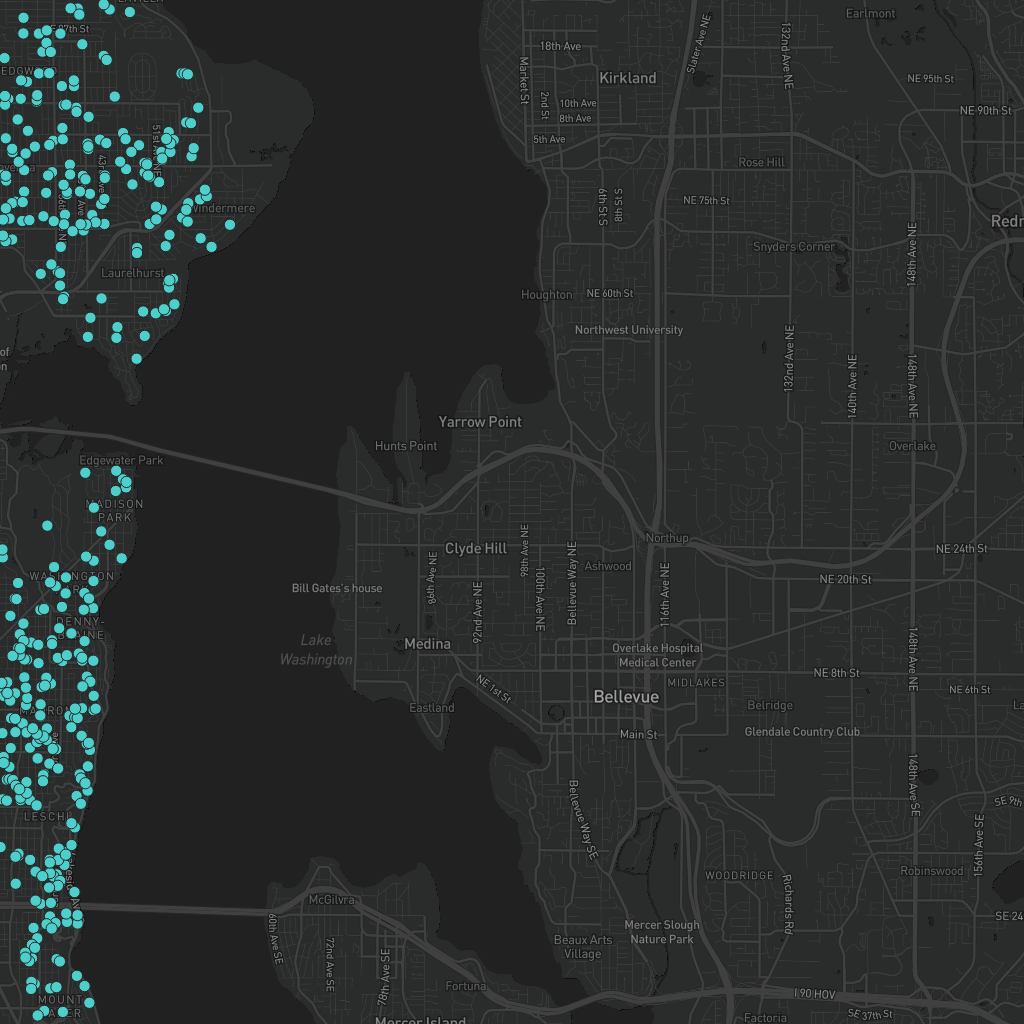 Earlmont
NE 87th St
18th Ave
Slater Ave NE
132nd Ave NE
Kirkland
NE 95th St
Market St
2nd St
10th Ave
8th Ave
NE 90th St
5th Ave
51st Ave NE
43rd Ave NE
Rose Hill
6th St S
8th St S
NE 75th St
Windermere
Snyders Corner
148th Ave NE
Laurelhurst
Houghton
NE 60th St
Northwest University
132nd Ave NE
140th Ave NE
148th Ave NE
Yarrow Point
Hunts Point
Overlake
Edgewater Park
MADISON
PARK
Northup
Clyde Hill
98th Ave NE
NE 24th St
86th Ave NE
100th Ave NE
Bellevue Way NE
Ashwood
116th Ave NE
NE 20th St
Bill Gates's house
92nd Ave NE
DENNY-
BLAINE
Lake
Washington
Medina
Overlake Hospital
Medical Center
148th Ave NE
NE 8th St
MIDLAKES
NE 6th St
NE 1st St
Bellevue
Eastland
Belridge
Main St
Glendale Country Club
148th Ave SE
Bellevue Way SE
LESCHI
SE 9th
156th Ave SE
WOODRIDGE
Richards Rd
Robinswood
McGilvra
60th Ave SE
72nd Ave SE
78th Ave SE
SE 24
Mercer Slough
Nature Park
Beaux Arts
Village
Fortuna
I 90 HOV
MOUNT
SE 37th St
Factoria
Mercer Island